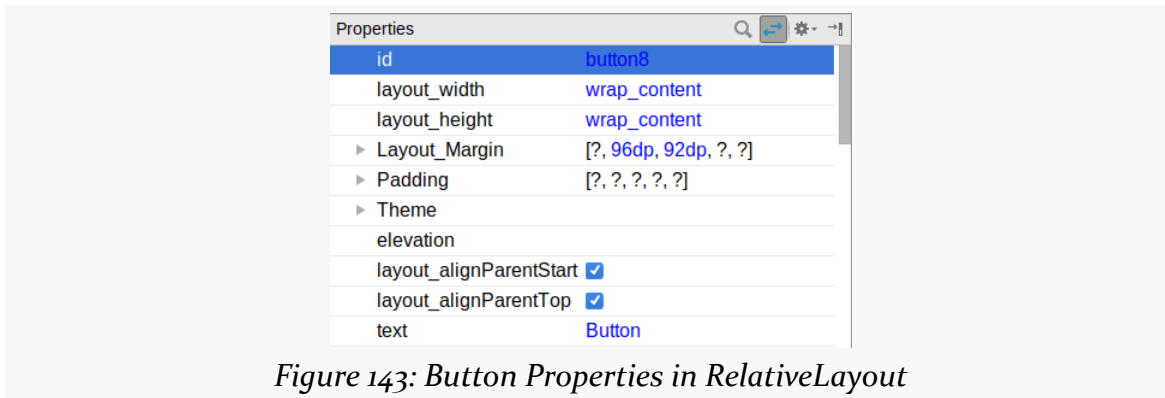 Properties
id button8
layout_width wrap_content
layout_height wrap_content
Layout_Margin [?, 96dp, 92dp, ?, ?]
Padding [?, ?, ?, ?, ?]
Theme
elevation
layout_alignParentStart
layout_alignParentTop
text Button
Figure 143: Button Properties in RelativeLayout